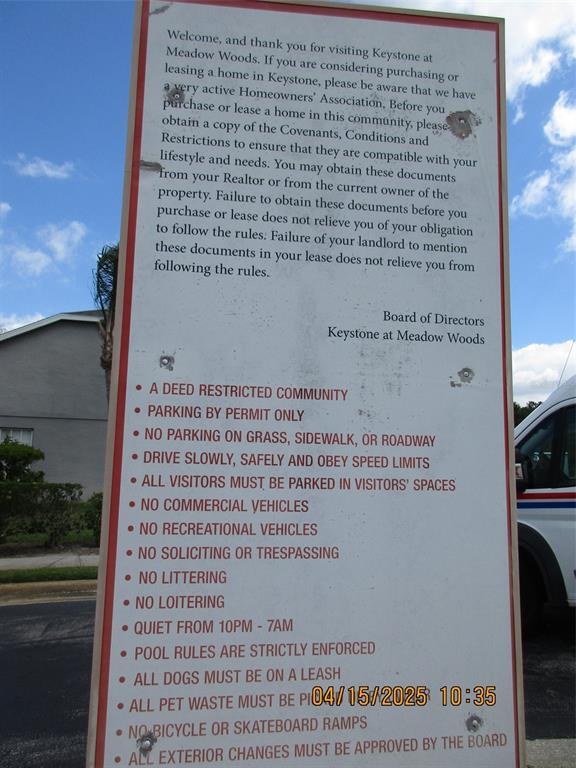 Welcome, and thank you for visiting Keystone at
Meadow Woods. If you are considering purchasing or
leasing a home in Keystone, please be aware that we have
a very active Homeowners' Association. Before you
purchase or lease a home in this community, please
obtain a copy of the Covenants, Conditions and
Restrictions to ensure that they are compatible with your
lifestyle and needs. You may obtain these documents
from your Realtor or from the current owner of the
property. Failure to obtain these documents before you
purchase or lease does not relieve you of your obligation
to follow the rules. Failure of your landlord to mention
these documents in your lease does not relieve you from
following the rules.
Board of Directors
Keystone at Meadow Woods
• A DEED RESTRICTED COMMUNITY
• PARKING BY PERMIT ONLY
• NO PARKING ON GRASS, SIDEWALK, OR ROADWAY
• DRIVE SLOWLY, SAFELY AND OBEY SPEED LIMITS
• ALL VISITORS MUST BE PARKED IN VISITORS' SPACES
• NO COMMERCIAL VEHICLES
• NO RECREATIONAL VEHICLES
• NO SOLICITING OR TRESPASSING
• NO LITTERING
• NO LOITERING
• QUIET FROM 10PM - 7AM
• POOL RULES ARE STRICTLY ENFORCED
• ALL DOGS MUST BE ON A LEASH
• ALL PET WASTE MUST BE
04/15/2025 10:35
• NO BICYCLE OR SKATEBOARD RAMPS
• ALL EXTERIOR CHANGES MUST BE APPROVED BY THE BOARD